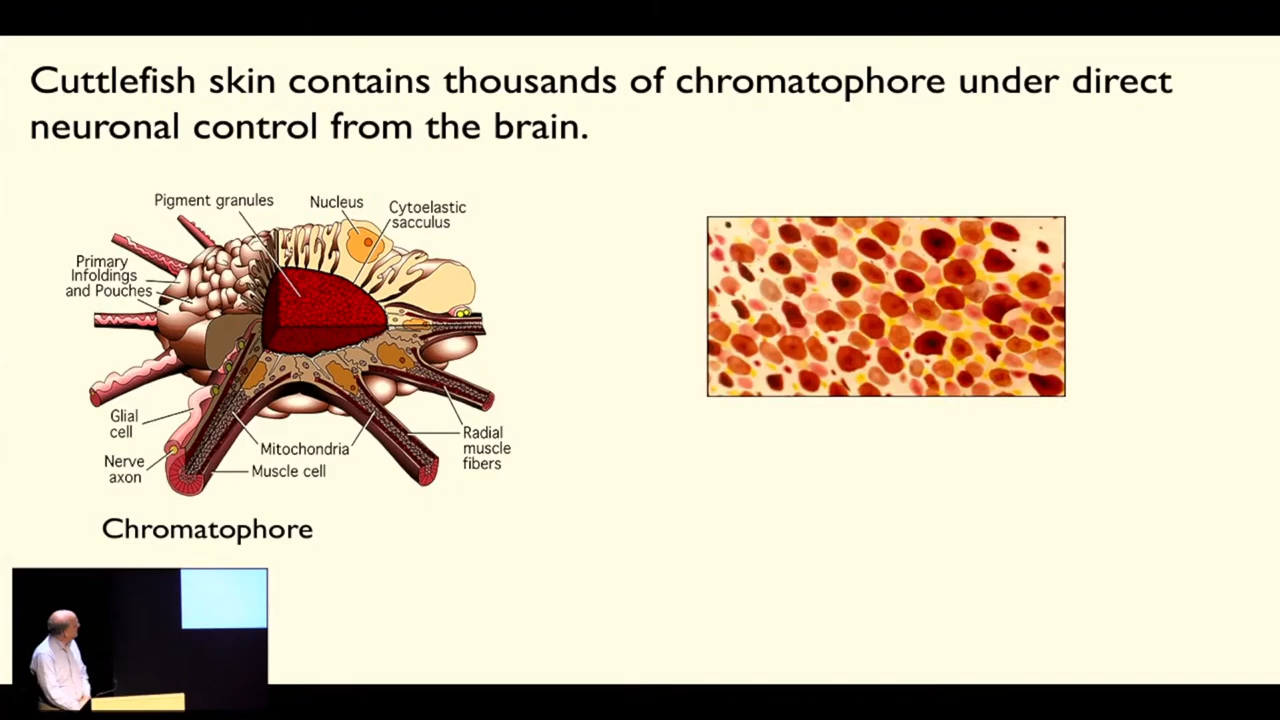 Cuttlefish skin contains thousands of chromatophore under direct
neuronal control from the brain.
Pigment granules
Nucleus
Cytoelastic
sacculus
Primary
Infoldings
and Pouches
Glial
cell
Nerve
axon
Mitochondria
Muscle cell
Radial
muscle
fibers
Chromatophore